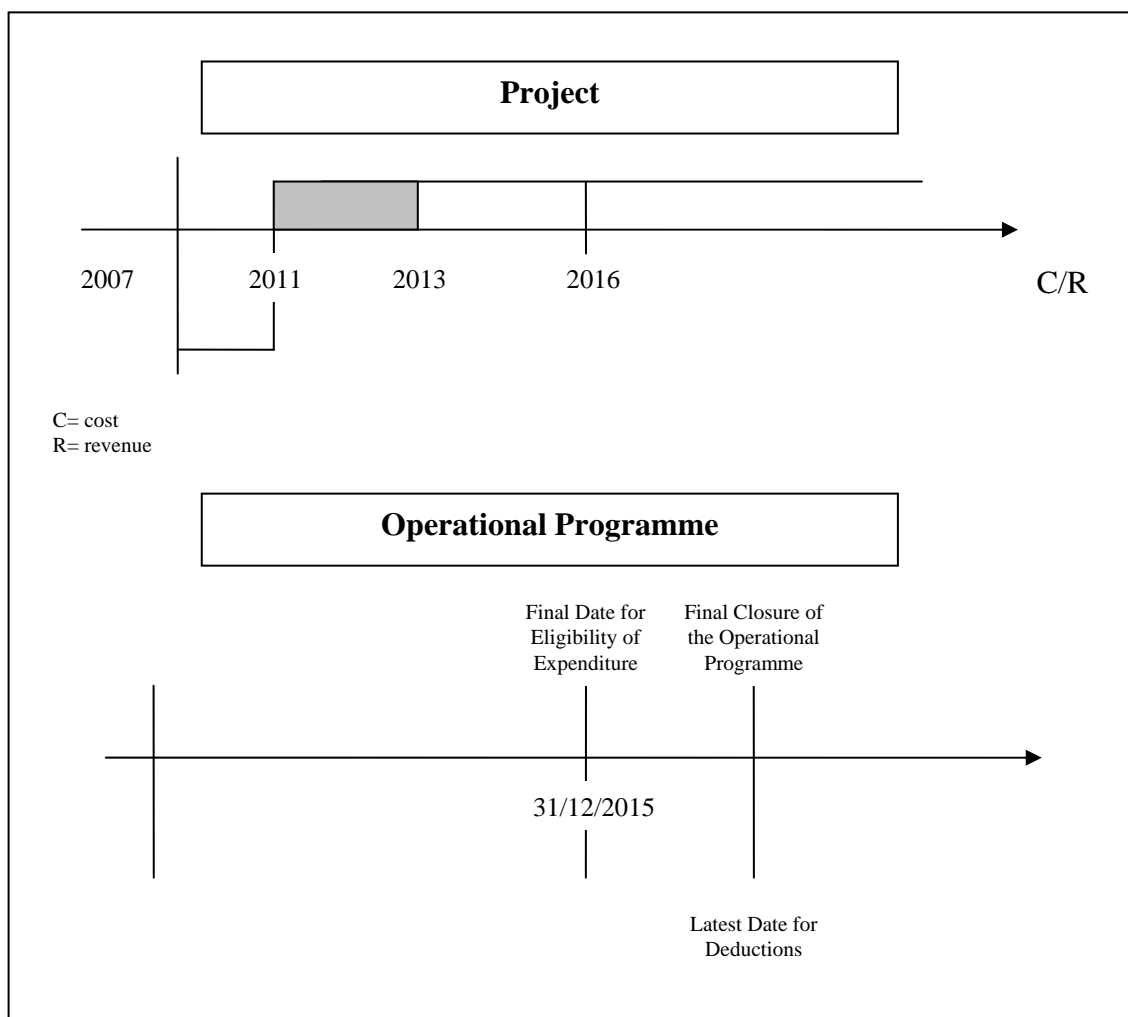 Project
2007 2011 2013 2016 C/R
C= cost
R= revenue
Operational Programme
Final Date for
Eligibility of
Expenditure
Final Closure of
the Operational
Programme
31/12/2015
Latest Date for
Deductions